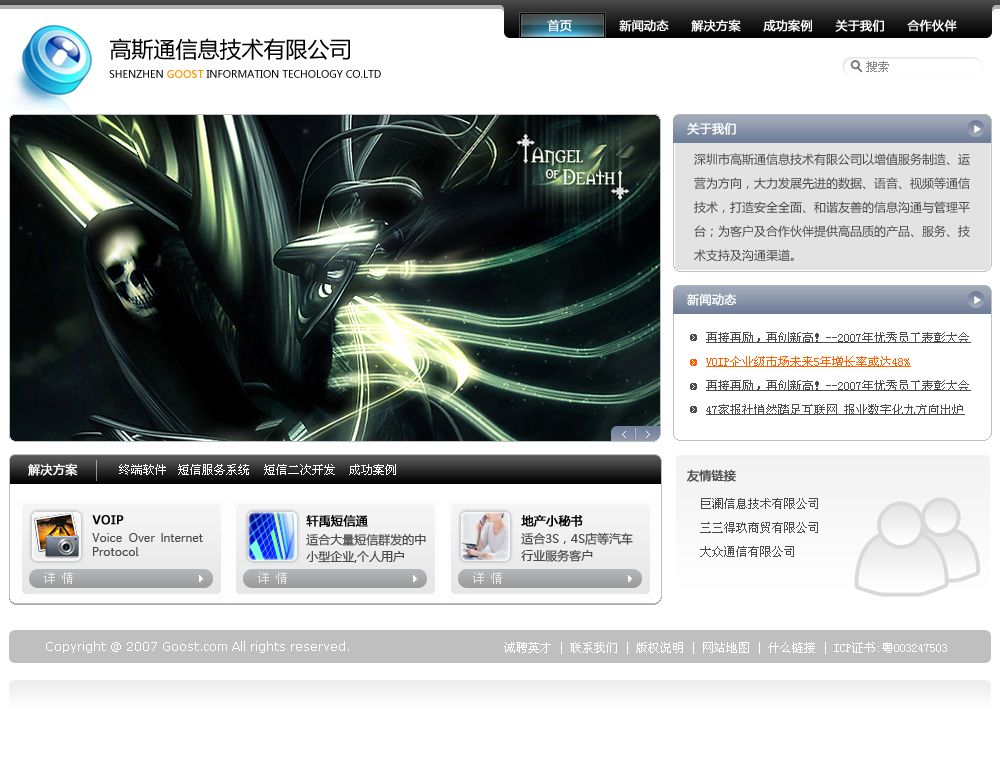 首页 新闻动态 解决方案 成功案例 关于我们 合作伙伴
高斯通信息技术有限公司
SHENZHEN GOOST INFORMATION TECHOLOGY CO.LTD
搜索
ANGEL
OF DEATH
关于我们
深圳市高斯通信息技术有限公司以增值服务制造、运
营为方向，大力发展先进的数据、语音、视频等通信
技术，打造安全全面、和谐友善的信息沟通与管理平
台；为客户及合作伙伴提供高品质的产品、服务、技
术支持及沟通渠道。
新闻动态
再接再励，再创新高！--2007年优秀员工表彰大会
VOIP企业级市场未来5年增长率或达48%
再接再励，再创新高！--2007年优秀员工表彰大会
47家报社悄然踏足互联网 报业数字化九方向出炉
解决方案 终端软件 短信服务系统 短信二次开发 成功案例
VOIP
Voice Over Internet
Protocol
详 情
轩禹短信通
适合大量短信群发的中
小型企业,个人用户
详 情
地产小秘书
适合3S，4S店等汽车
行业服务客户
详 情
友情链接
巨澜信息技术有限公司
三三得玖商贸有限公司
大众通信有限公司
Copyright @ 2007 Goost.com All rights reserved.
诚聘英才 | 联系我们 | 版权说明 | 网站地图 | 什么链接 | ICP证书:粤003247503